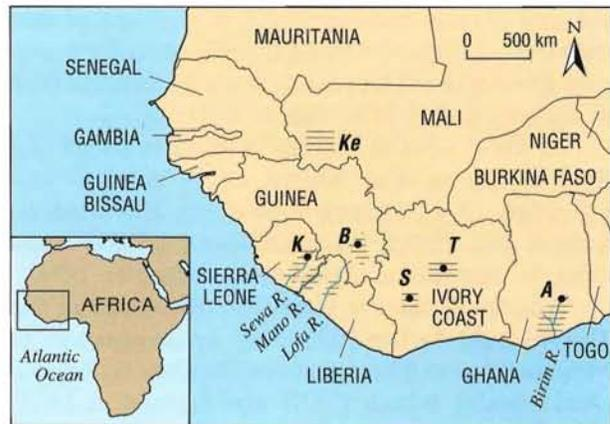 MAURITANIA
0 500 km
N
SENEGAL
MALI
GAMBIA
Ke
NIGER
GUINEA
BISSAU
GUINEA
BURKINA FASO
K
B
T
S
A
SIERRA
LEONE
IVORY
COAST
Sewa R.
Mano R.
Lofa R.
AFRICA
Atlantic
Ocean
LIBERIA
GHANA
Birim R.
TOGO